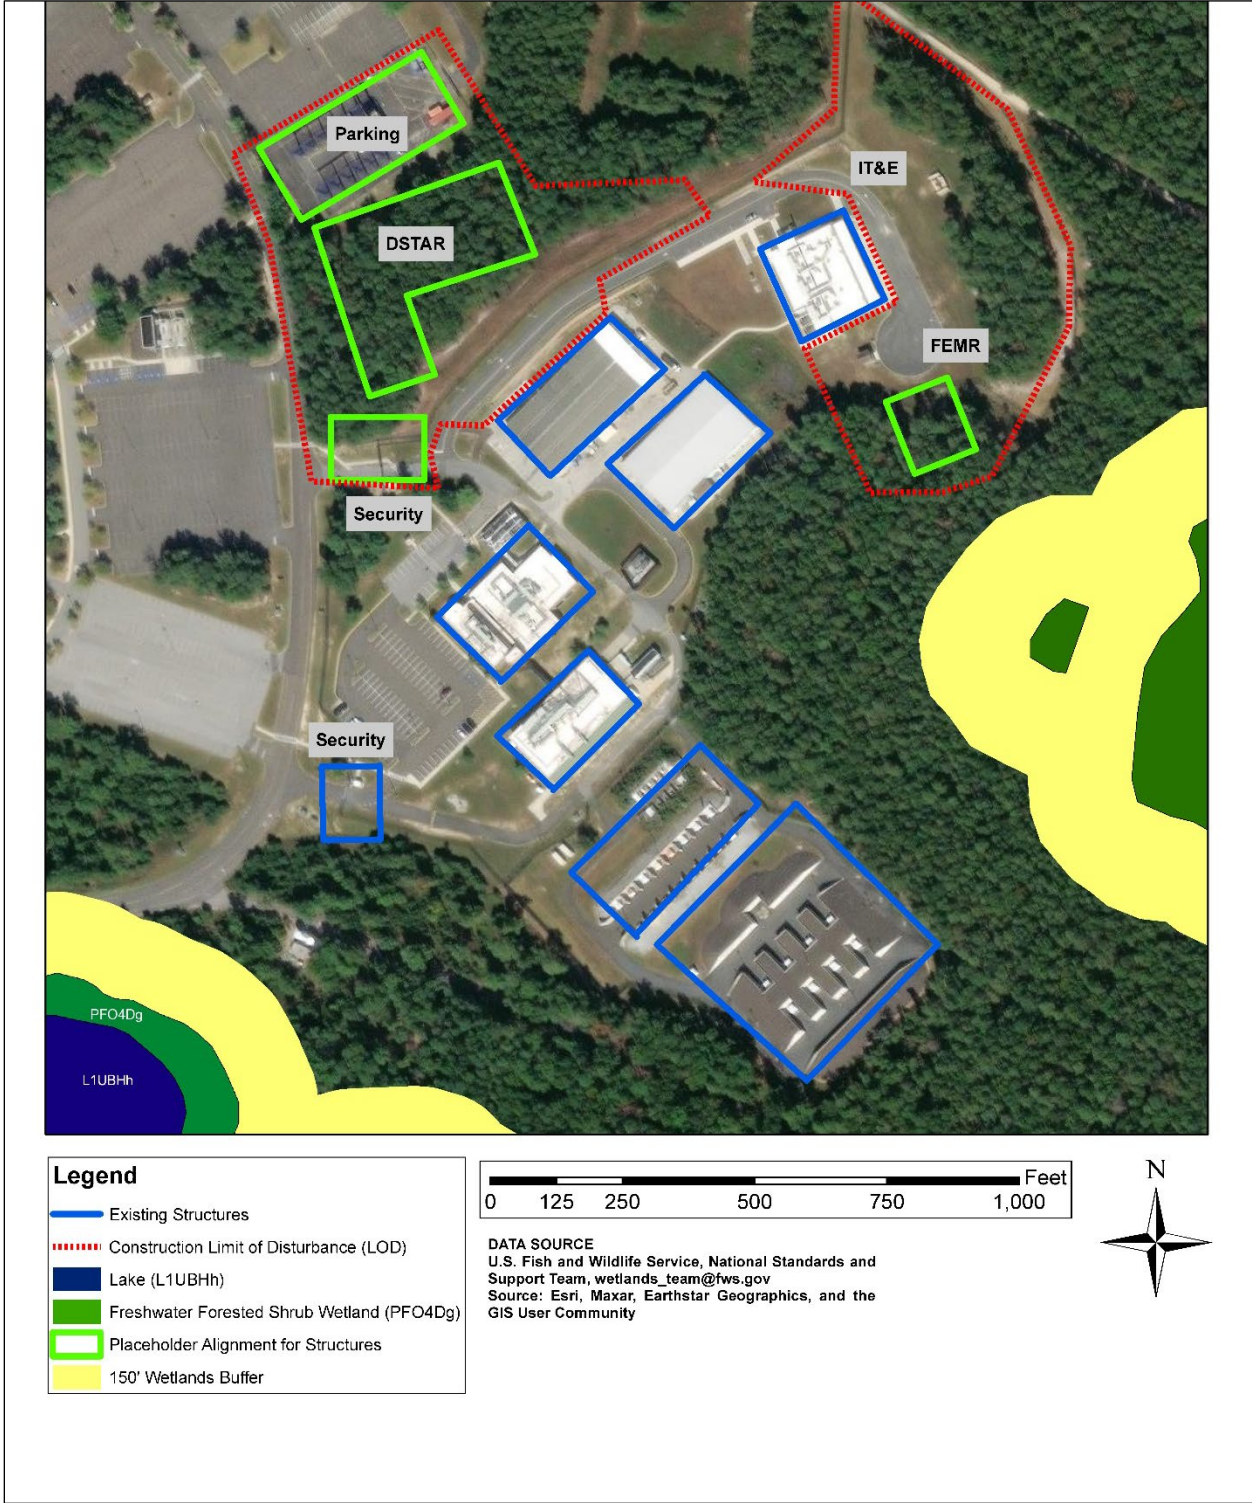 Parking
IT&E
DSTAR
FEMR
Security
Security
PFO4Dg
L1UBHh
Legend
Existing Structures
Construction Limit of Disturbance (LOD)
Lake (L1UBHh)
Freshwater Forested Shrub Wetland (PFO4Dg)
Placeholder Alignment for Structures
150' Wetlands Buffer
Feet
0 125 250 500 750 1,000
DATA SOURCE
U.S. Fish and Wildlife Service, National Standards and
Support Team, wetlands_team@fws.gov
Source: Esri, Maxar, Earthstar Geographics, and the
GIS User Community
N